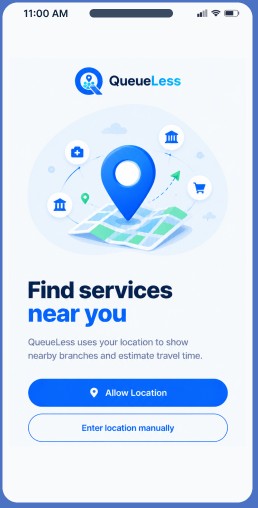 11:00 AM
QueueLess
Find services
near you
QueueLess uses your location to show
nearby branches and estimate travel time.
Allow Location
Enter location manually